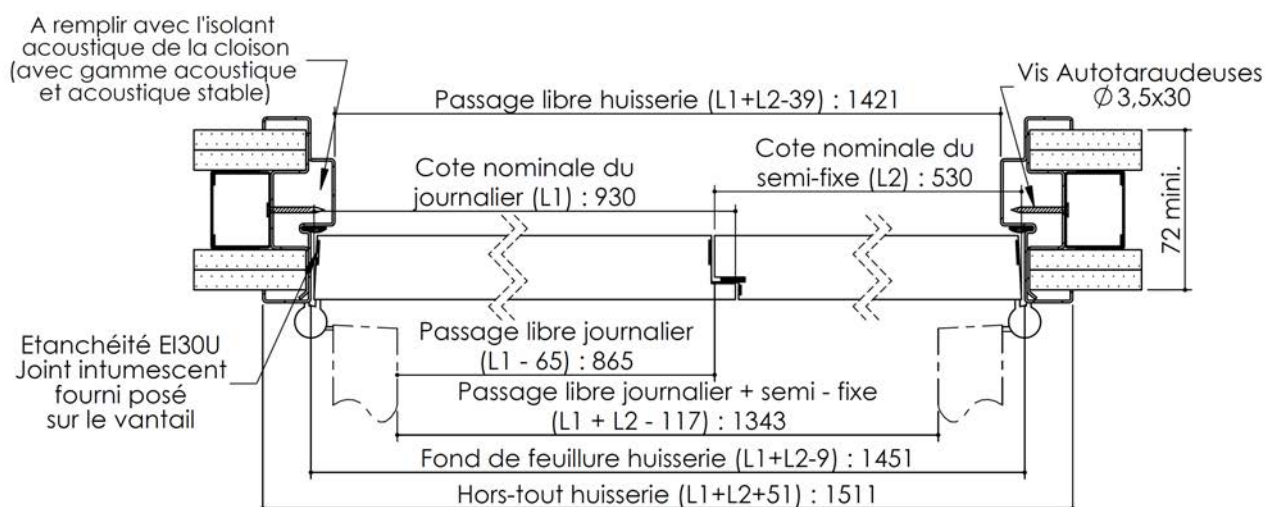 A remplir avec l'isolant
acoustique de la cloison
(avec gamme acoustique
et acoustique stable)
Vis Autotaraudeuses
Ø 3,5x30
Passage libre huisserie (L1+L2-39) : 1421
Cote nominale du
journalier (L1) : 930
Cote nominale du
semi-fixe (L2) : 530
72 mini.
Etanchéité EI30U
Joint intumescent
fourni posé
sur le vantail
Passage libre journalier
(L1 - 65) : 865
Passage libre journalier + semi - fixe
(L1 + L2 - 117) : 1343
Fond de feuillure huisserie (L1+L2-9) : 1451
Hors-tout huisserie (L1+L2+51) : 1511